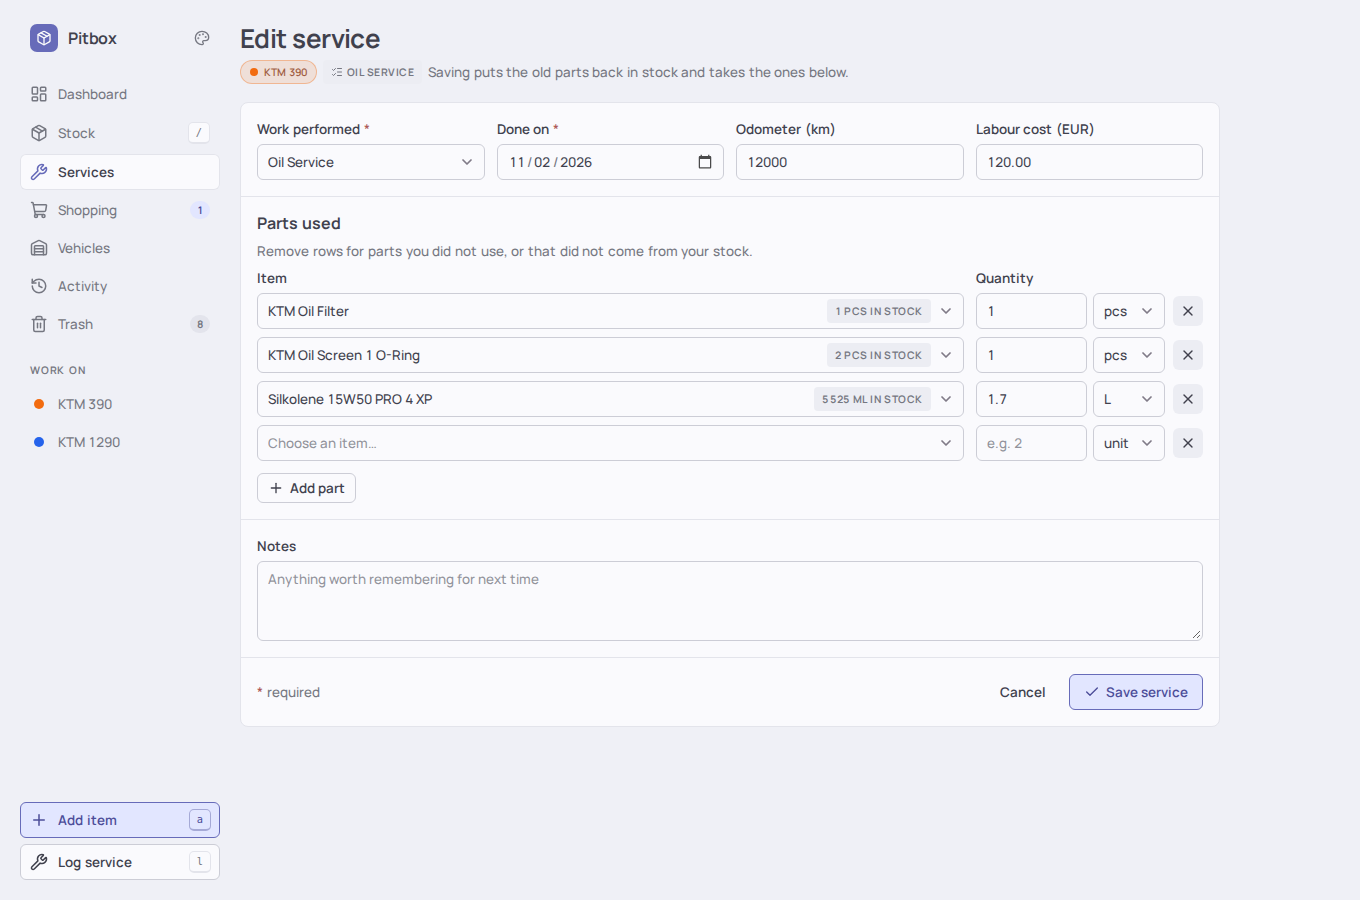 Pitbox
Dashboard
Stock /
Services
Shopping 1
Vehicles
Activity
Trash 8
WORK ON
KTM 390
KTM 1290
Add item a
Log service l
Edit service
KTM 390 OIL SERVICE Saving puts the old parts back in stock and takes the ones below.
Work performed * Done on * Odometer (km) Labour cost (EUR)
Oil Service 11/02/2026 12000 120.00
Parts used
Remove rows for parts you did not use, or that did not come from your stock.
Item Quantity
KTM Oil Filter 1 PCS IN STOCK 1 pcs
KTM Oil Screen 1 O-Ring 2 PCS IN STOCK 1 pcs
Silkolene 15W50 PRO 4 XP 5525 ML IN STOCK 1.7 L
Choose an item... e.g. 2 unit
Add part
Notes
Anything worth remembering for next time
* required Cancel Save service